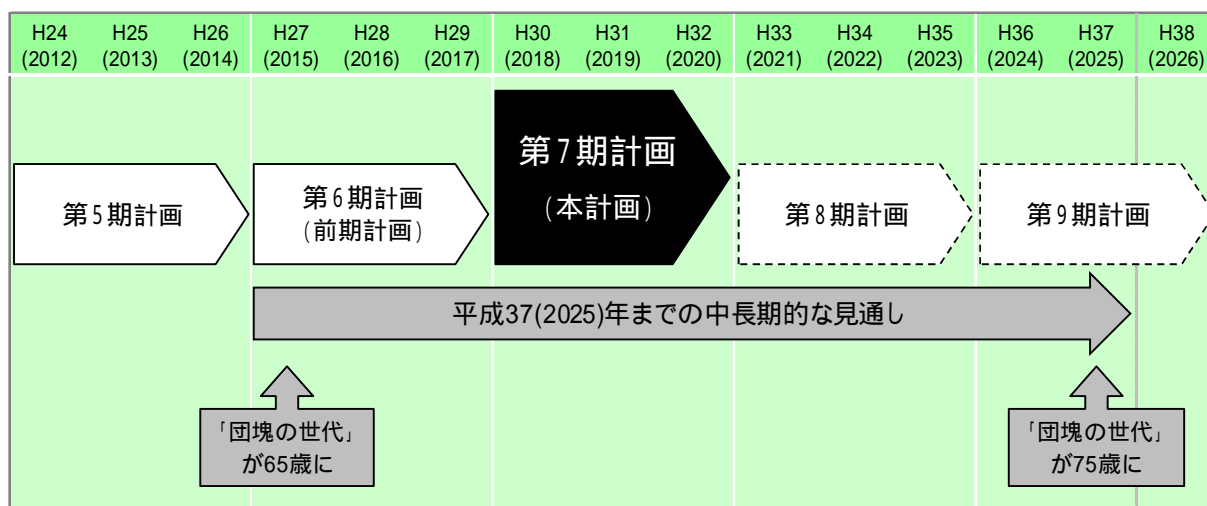 H24 H25 H26 H27 H28 H29 H30 H31 H32 H33 H34 H35 H36 H37 H38
(2012) (2013) (2014) (2015) (2016) (2017) (2018) (2019) (2020) (2021) (2022) (2023) (2024) (2025) (2026)
第5期計画
第6期計画
(前期計画)
第7期計画
(本計画)
第8期計画
第9期計画
平成37(2025)年までの中長期的な見通し
「団塊の世代」
が65歳に
「団塊の世代」
が75歳に